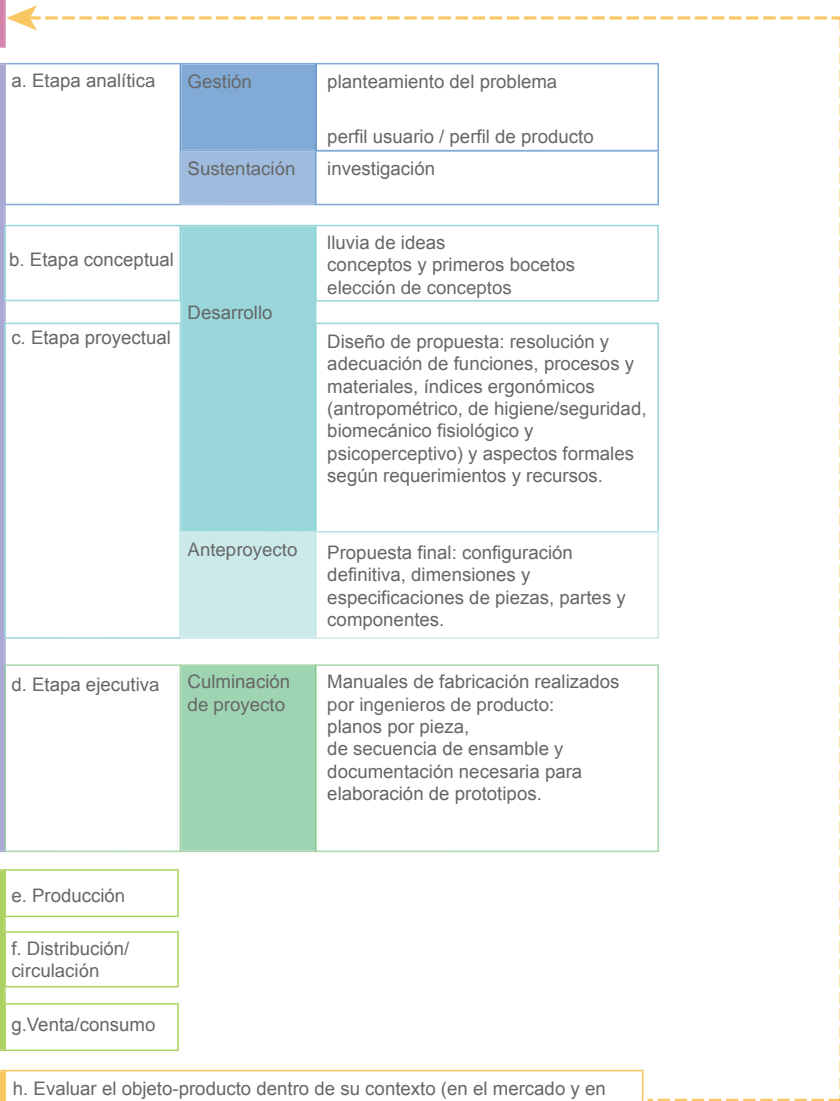 a. Etapa analítica
Gestión
planteamiento del problema
perfil usuario / perfil de producto
Sustentación
investigación
b. Etapa conceptual
lluvia de ideas
conceptos y primeros bocetos
elección de conceptos
Desarrollo
c. Etapa proyectual
Diseño de propuesta: resolución y
adecuación de funciones, procesos y
materiales, índices ergonómicos
(antropométrico, de higiene/seguridad,
biomecánico fisiológico y
psicoperceptivo) y aspectos formales
según requerimientos y recursos.
Anteproyecto
Propuesta final: configuración
definitiva, dimensiones y
especificaciones de piezas, partes y
componentes.
d. Etapa ejecutiva
Culminación
de proyecto
Manuales de fabricación realizados
por ingenieros de producto:
planos por pieza,
de secuencia de ensamble y
documentación necesaria para
elaboración de prototipos.
e. Producción
f. Distribución/
circulación
g.Venta/consumo
h. Evaluar el objeto-producto dentro de su contexto (en el mercado y en